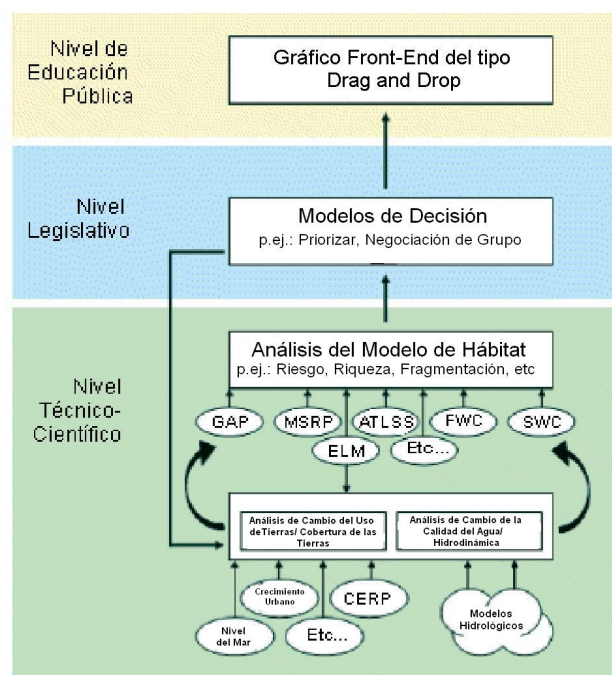 Nivel de
Educación
Pública
Gráfico Front-End del tipo
Drag and Drop
Nivel
Legislativo
Modelos de Decisión
p.ej.: Priorizar, Negociación de Grupo
Nivel
Técnico-
Científico
Análisis del Modelo de Hábitat
p.ej.: Riesgo, Riqueza, Fragmentación, etc
GAP
MSRP
ATLSS
FWC
SWC
ELM
Etc...
Análisis de Cambio del Uso
deTierras/ Cobertura de las
Tierras
Análisis de Cambio de la
Calidad del Agua/
Hidrodinámica
Crecimiento
Urbano
CERP
Nivel
del Mar
Etc...
Modelos
Hidrológicos